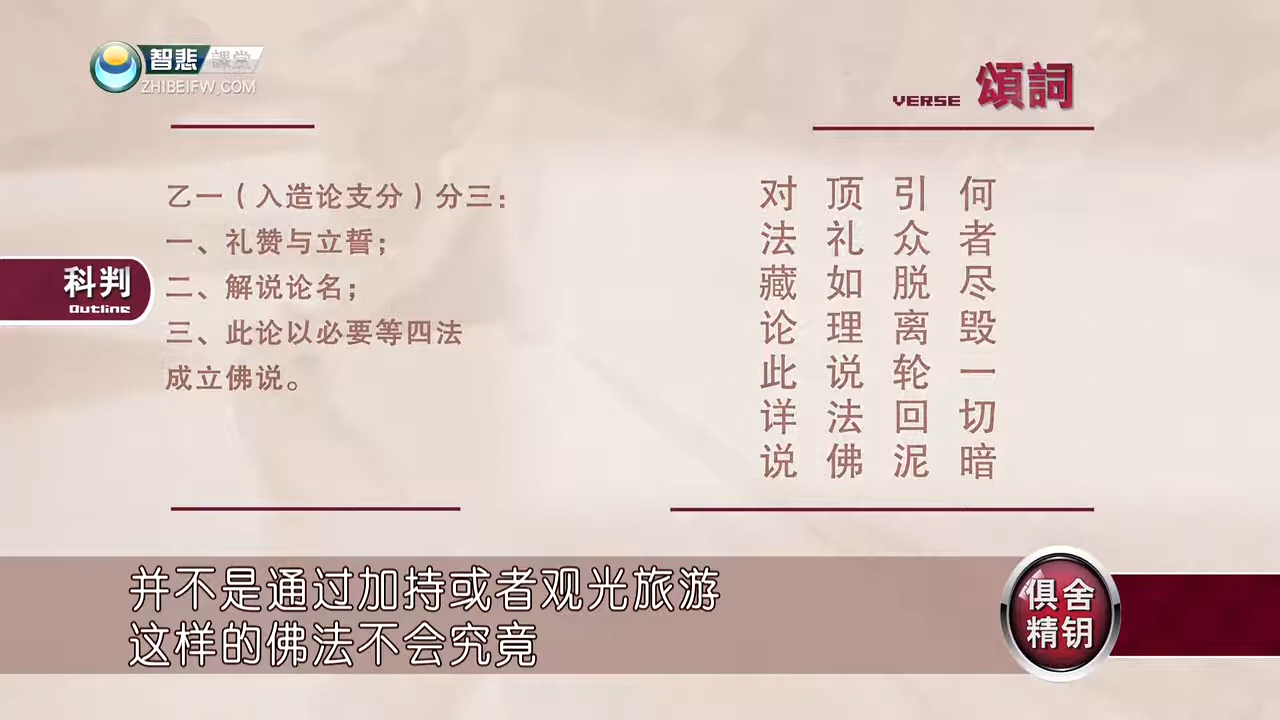 智悲課堂
ZHIBEIFW.COM
VERSE 頌詞
乙一（入造论支分）分三：
一、礼赞与立誓；
二、解说论名；
三、此论以必要等四法
成立佛说。
科判
Outline
何者尽毁一切暗
引众脱离轮回泥
顶礼如理说法佛
对法藏论此详说
并不是通过加持或者观光旅游
这样的佛法不会究竟
俱舍
精钥